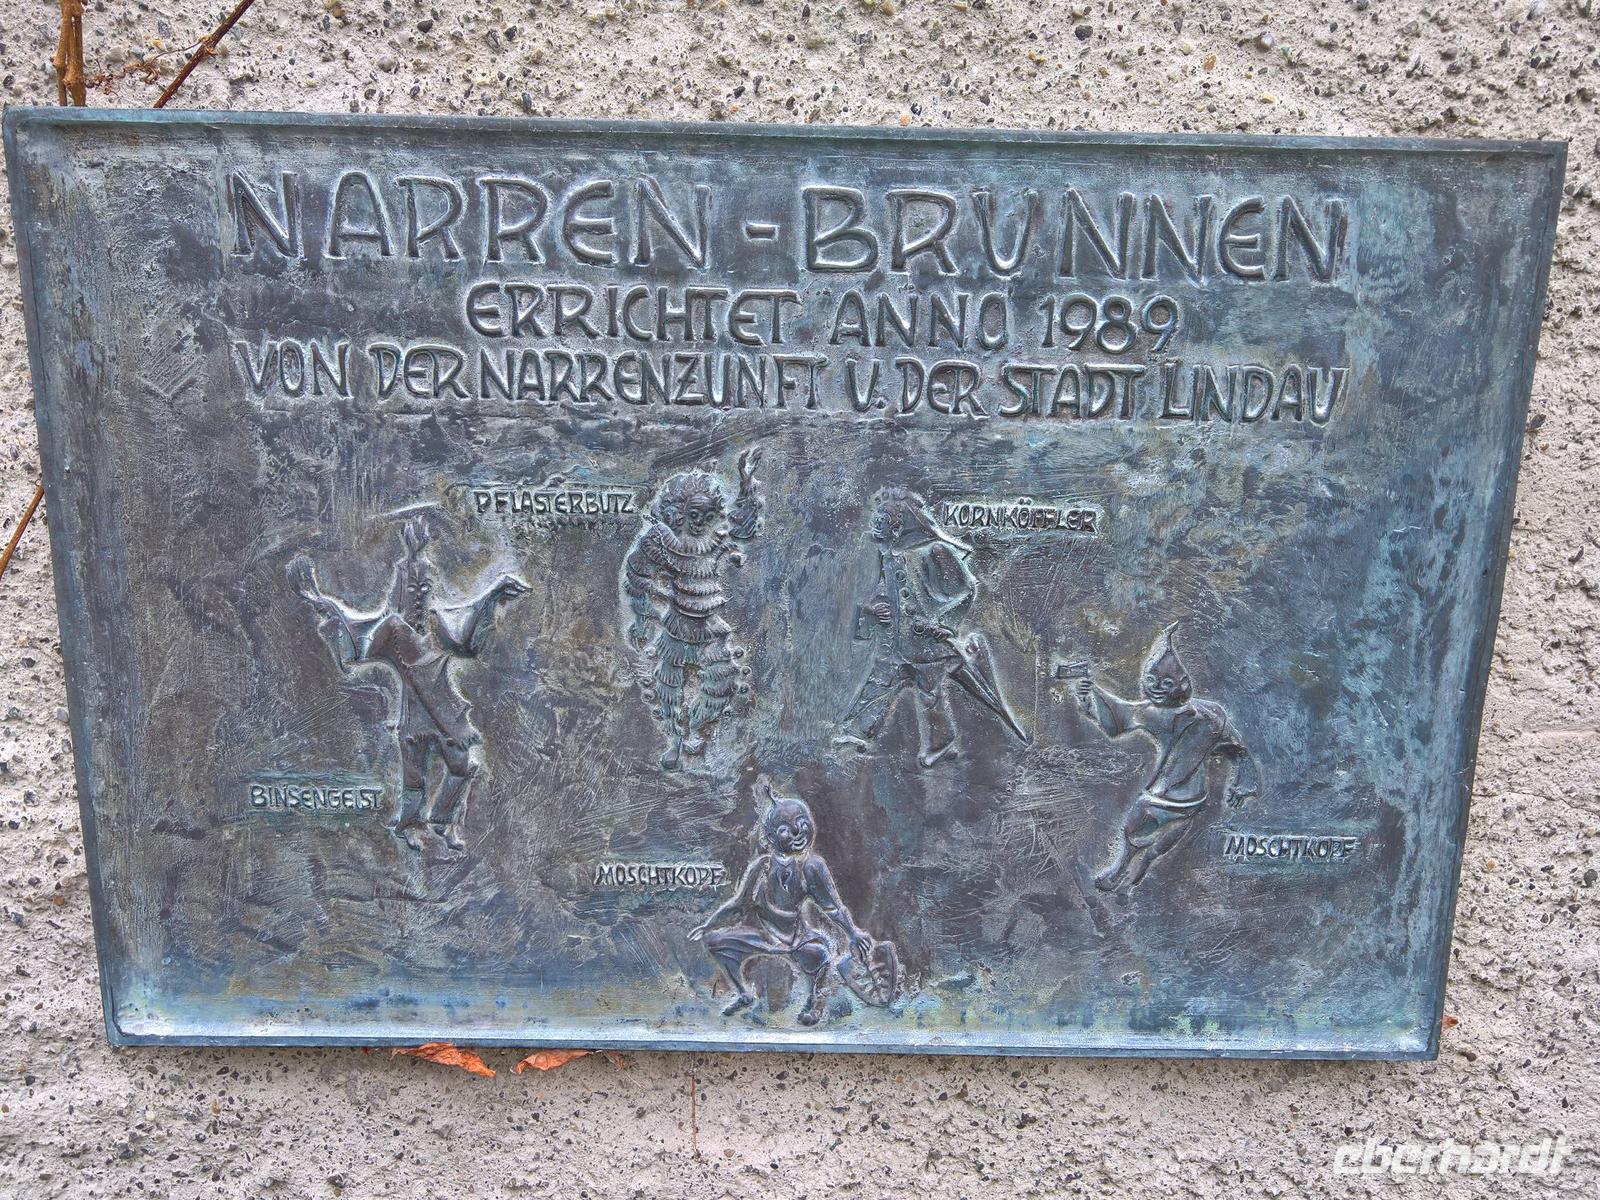 NARREN-BRUNNEN
ERRICHTET ANNO 1989
VON DER NARRENZUNFT U. DER STADT LINDAU
PFLASTERBUTZ
KORNKÖFFLER
BINSENGEIST
MOSCHTKOPF
MOSCHTKOPF
eberhardt